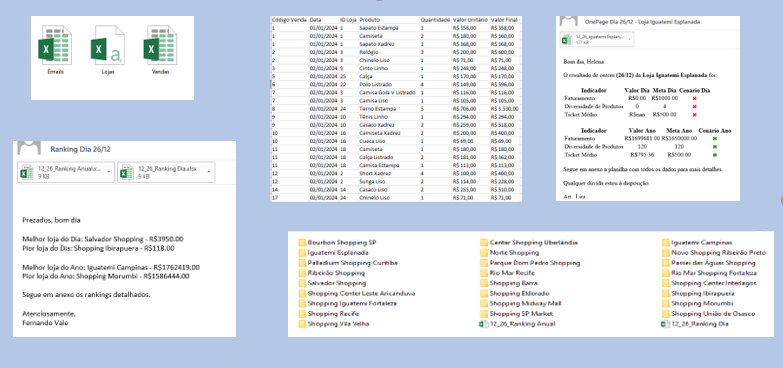 Emails
Lojas
Vendas
Código Venda Data ID Loja Produto Quantidade Valor Unitário Valor Final
1 01/01/2024 1 Sapato Estampa 1 R$ 358,00 R$ 358,00
1 01/01/2024 1 Camiseta 1 R$ 180,00 R$ 360,00
1 01/01/2024 1 Sapato Xadrez 1 R$ 368,00 R$ 368,00
2 01/01/2024 3 Relógio R$ 200,00 R$ 600,00
2 01/01/2024 3 Chinelo Liso R$ 71,00 R$ 71,00
3 01/01/2024 Cinto Linho 1 R$ 248,00 R$ 248,00
5 01/01/2024 25 Calça 1 R$ 170,00 R$ 170,00
6 01/01/2024 22 Polo Listrado 4 R$ 149,00 R$ 596,00
7 01/01/2024 3 Camisa Gola V Listrado 1 R$ 116,00 R$ 116,00
7 01/01/2024 3 Camisa Liso 1 R$ 105,00 R$ 105,00
8 01/01/2024 24 Terno Estampa 5 R$ 706,00 R$ 3.530,00
9 01/01/2024 10 Tênis Linho 1 R$ 294,00 R$ 294,00
9 01/01/2024 10 Casaco Xadrez 2 R$ 259,00 R$ 518,00
10 01/01/2024 16 Camiseta Xadrez 2 R$ 200,00 R$ 400,00
10 01/01/2024 16 Cueca Liso 1 R$ 69,00 R$ 69,00
11 01/01/2024 18 Camiseta 1 R$ 180,00 R$ 180,00
11 01/01/2024 18 Calça Listrado 2 R$ 181,00 R$ 362,00
11 01/01/2024 18 Camisa Estampa 1 R$ 113,00 R$ 113,00
12 01/01/2024 2 Short Xadrez 4 R$ 100,00 R$ 400,00
12 01/01/2024 2 Sunga Liso 2 R$ 114,00 R$ 228,00
14 01/01/2024 14 Casaco Liso 2 R$ 255,00 R$ 510,00
17 01/01/2024 Chinelo Liso 1 R$ 71,00 R$ 71,00
OnePage Dia 26/12 - Loja Iguatemi Esplanada
12_26_Iguatemi Esplan...
177 KB
Bom dia, Helena
O resultado de ontem (26/12) da Loja Iguatemi Esplanada foi:
Indicador Valor Dia Meta Dia Cenário Dia
Faturamento R$0.00 R$1000.00
Diversidade de Produtos 0 4
Ticket Médio R$nan R$500.00
Indicador Valor Ano Meta Ano Cenário Ano
Faturamento R$1699681.00 R$1650000.00
Diversidade de Produtos 120 120
Ticket Médio R$795.36 R$500.00
Segue em anexo a planilha com todos os dados para mais detalhes.
Qualquer dúvida estou à disposição.
Ranking Dia 26/12
12_26_Ranking Anual.x...
9 KB
12_26_Ranking Dia.xlsx
9 KB
Prezados, bom dia
Melhor loja do Dia: Salvador Shopping - R$3950.00
Pior loja do Dia: Shopping Ibirapuera - R$118.00
Melhor loja do Ano: Iguatemi Campinas - R$1762419.00
Pior loja do Ano: Shopping Morumbi - R$1586444.00
Segue em anexo os rankings detalhados.
Atenciosamente,
Fernando Vale
Bourbon Shopping SP Center Shopping Uberlândia Iguatemi Campinas
Iguatemi Esplanada Norte Shopping Novo Shopping Ribeirão Preto
Palladium Shopping Curitiba Parque Dom Pedro Shopping Passei das Águas Shopping
Ribeirão Shopping Rio Mar Recife Rio Mar Shopping Fortaleza
Salvador Shopping Shopping Barra Shopping Center Interlagos
Shopping Center Leste Aricanduva Shopping Eldorado Shopping Ibirapuera
Shopping Iguatemi Fortaleza Shopping Midway Mall Shopping Morumbi
Shopping Recife Shopping SP Market Shopping União de Osasco
Shopping Vila Velha 12_26_Ranking Anual 12_26_Ranking Dia